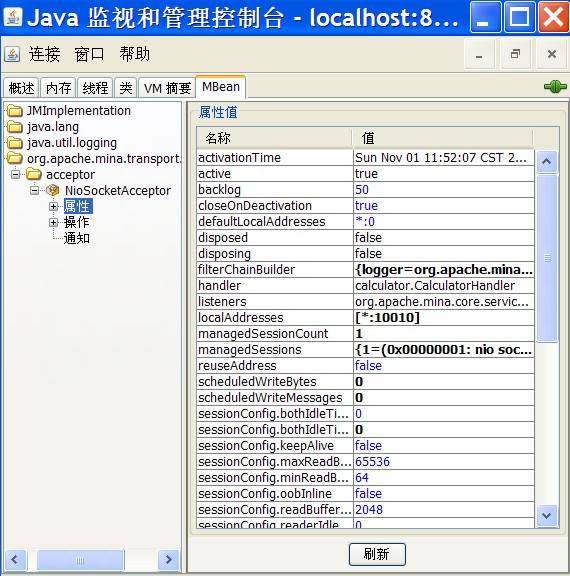 Java 监视和管理控制台 - localhost:8...
连接 窗口 帮助
概述 内存 线程 类 VM 摘要 MBean
JMImplementation
java.lang
java.util.logging
org.apache.mina.transport.
acceptor
NioSocketAcceptor
属性
操作
通知
属性值
名称 值
activationTime Sun Nov 01 11:52:07 CST 2...
active true
backlog 50
closeOnDeactivation true
defaultLocalAddresses *:0
disposed false
disposing false
filterChainBuilder {logger=org.apache.mina...
handler calculator.CalculatorHandler
listeners org.apache.mina.core.servic...
localAddresses [*:10010]
managedSessionCount 1
managedSessions {1=(0x00000001: nio soc...
reuseAddress false
scheduledWriteBytes 0
scheduledWriteMessages 0
sessionConfig.bothIdleTi... 0
sessionConfig.bothIdleTi... 0
sessionConfig.keepAlive false
sessionConfig.maxReadB... 65536
sessionConfig.minReadB... 64
sessionConfig.oobInline false
sessionConfig.readBuffer... 2048
sessionConfig.readerIdle 0
刷新